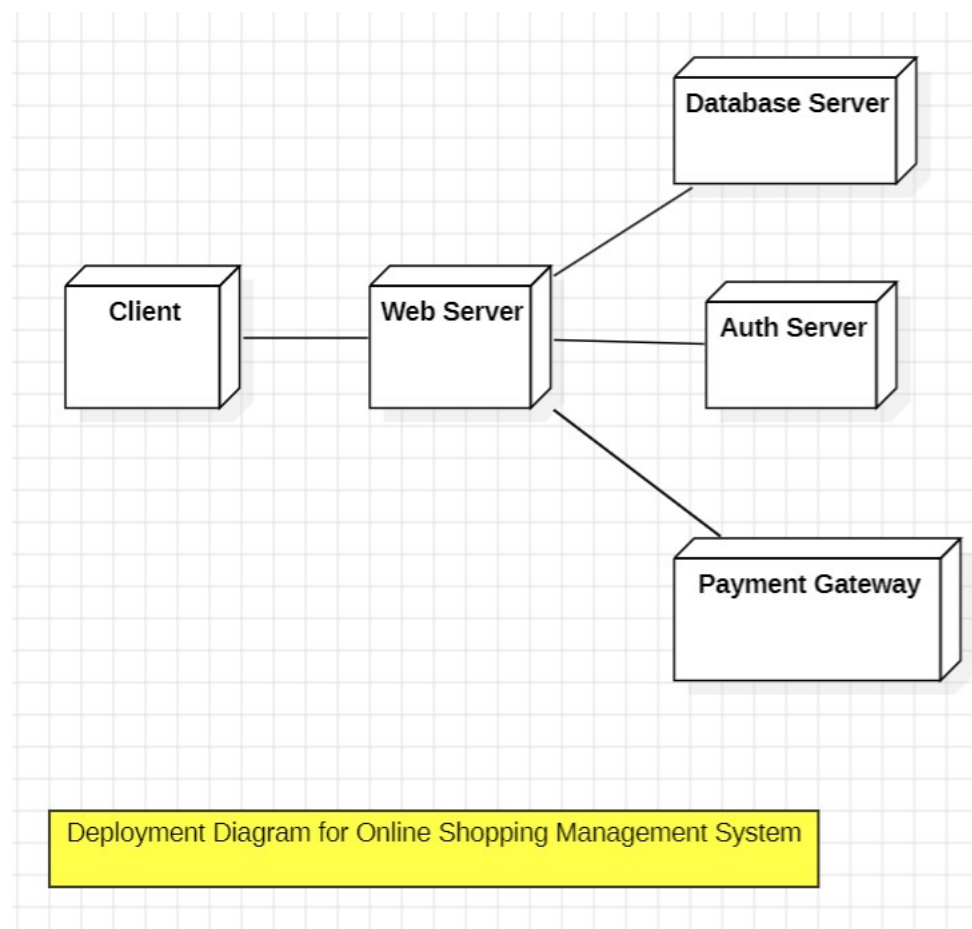 Database Server
Client
Web Server
Auth Server
Payment Gateway
Deployment Diagram for Online Shopping Management System